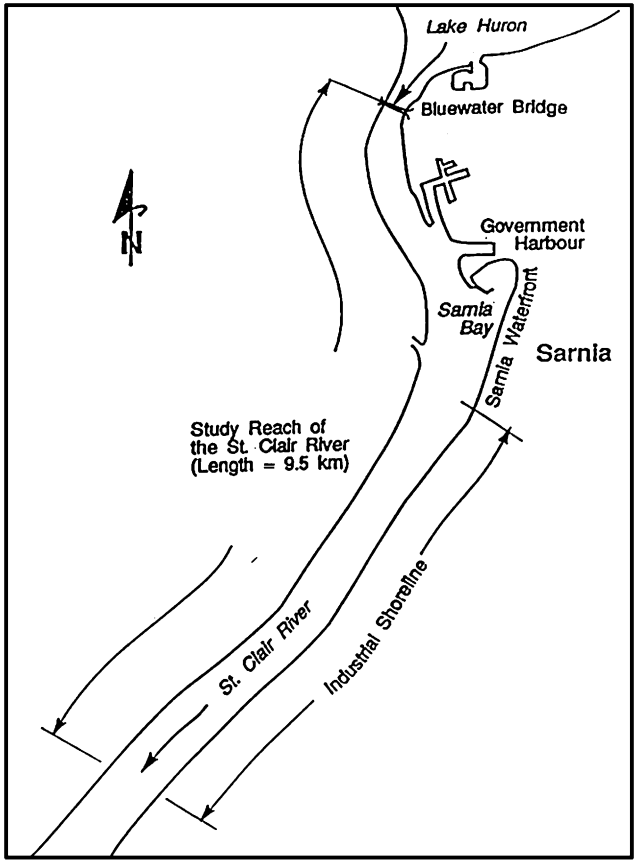 Lake Huron
Bluewater Bridge
N
Government
Harbour
Sarnia
Bay
Sarnia Waterfront
Sarnia
Study Reach of
the St. Clair River
(Length = 9.5 km)
Industrial Shoreline
St. Clair River